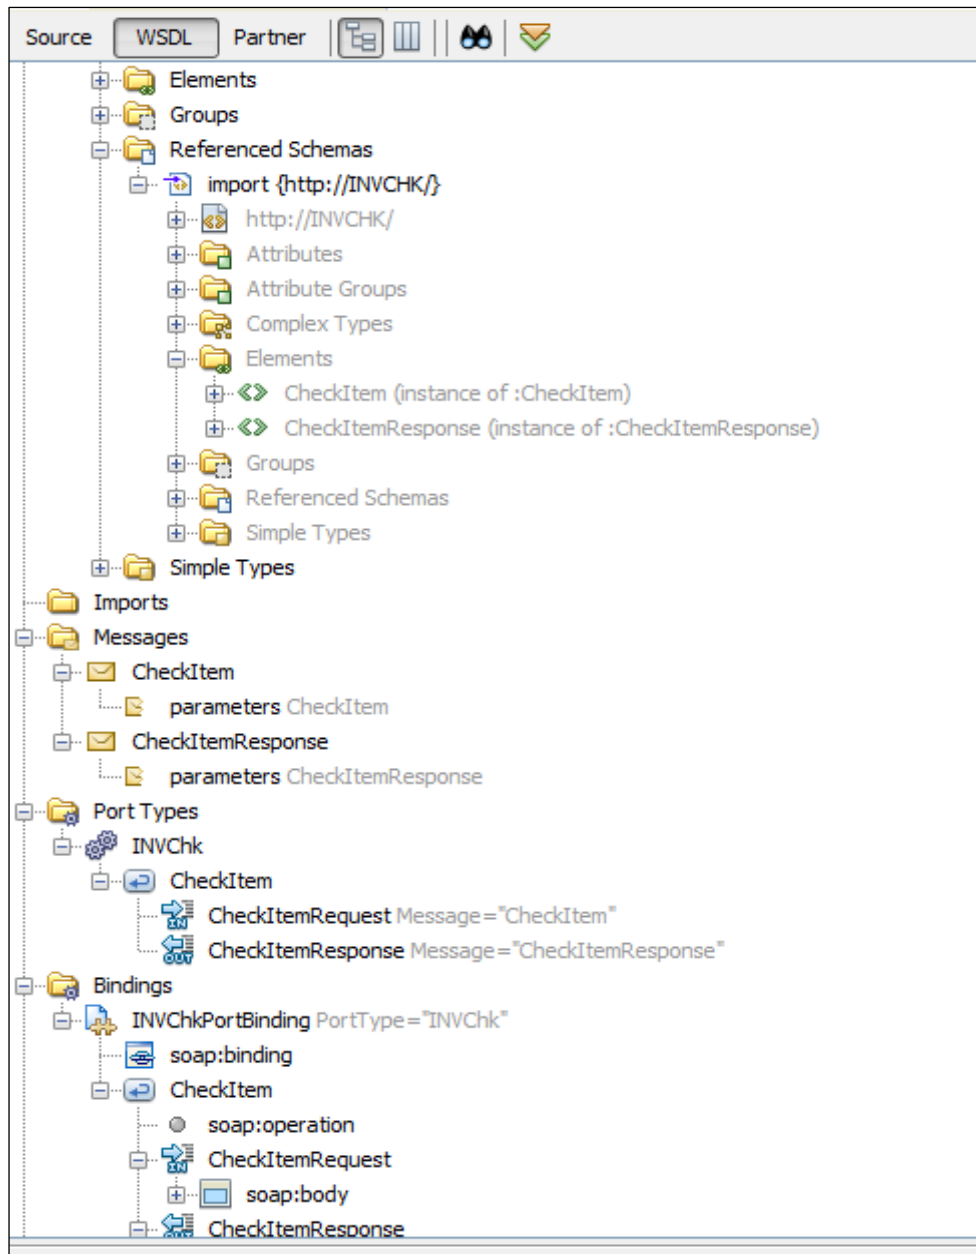 Source WSDL Partner
Elements
Groups
Referenced Schemas
import {http://INVCHK/}
http://INVCHK/
Attributes
Attribute Groups
Complex Types
Elements
CheckItem (instance of :CheckItem)
CheckItemResponse (instance of :CheckItemResponse)
Groups
Referenced Schemas
Simple Types
Simple Types
Imports
Messages
CheckItem
parameters CheckItem
CheckItemResponse
parameters CheckItemResponse
Port Types
INVChk
CheckItem
IN CheckItemRequest Message="CheckItem"
OUT CheckItemResponse Message="CheckItemResponse"
Bindings
INVChkPortBinding PortType="INVChk"
soap:binding
CheckItem
soap:operation
IN CheckItemRequest
soap:body
CheckItemResponse